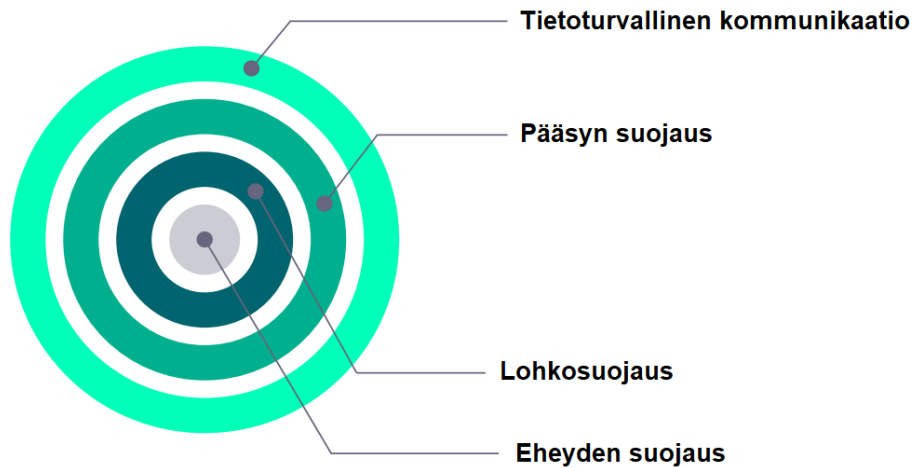 Tietoturvallinen kommunikaatio
Pääsyn suojaus
Lohkosuojaus
Eheyden suojaus